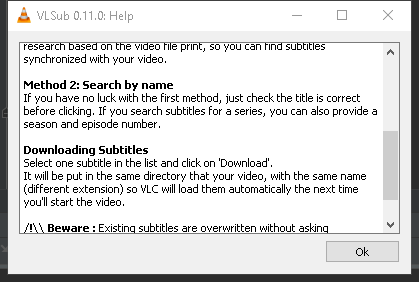 VLSub 0.11.0: Help
research based on the video file print, so you can find subtitles
synchronized with your video.
Method 2: Search by name
If you have no luck with the first method, just check the title is correct
before clicking. If you search subtitles for a series, you can also provide a
season and episode number.
Downloading Subtitles
Select one subtitle in the list and click on 'Download'.
It will be put in the same directory that your video, with the same name
(different extension) so VLC will load them automatically the next time
you'll start the video.
/!\\ Beware : Existing subtitles are overwritten without asking
Ok